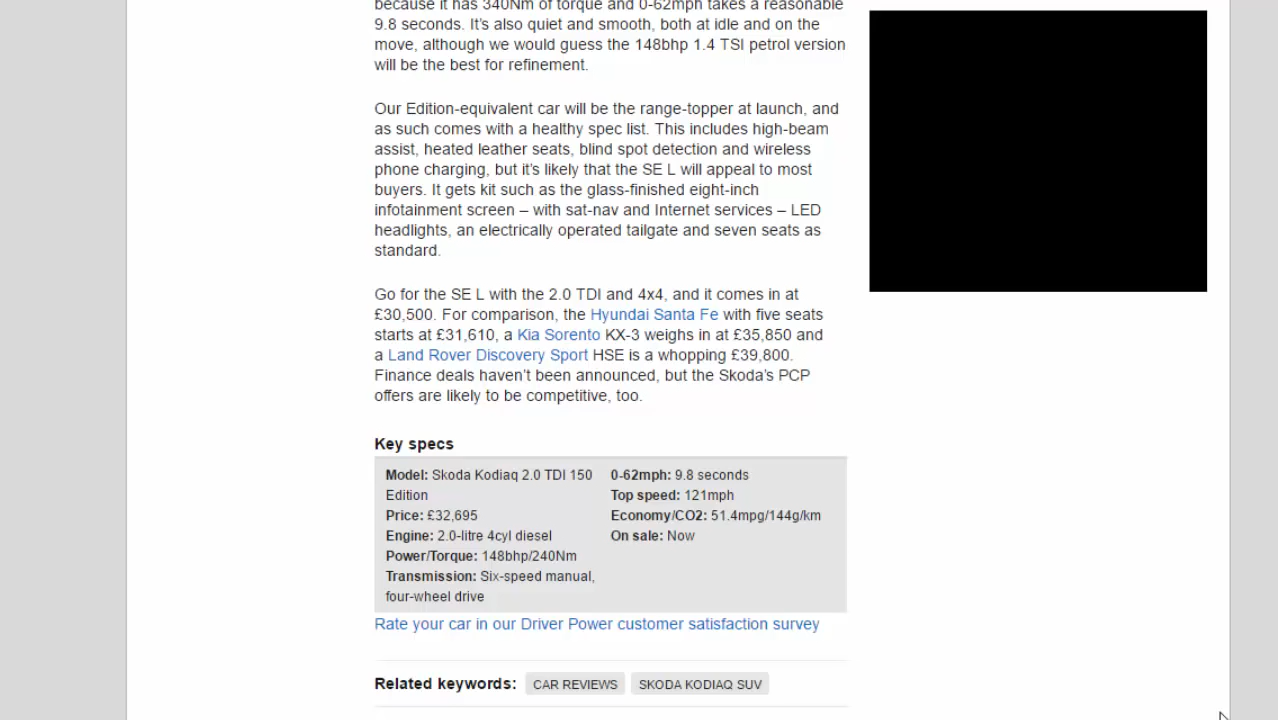 because it has 340Nm of torque and 0-62mph takes a reasonable
9.8 seconds. It's also quiet and smooth, both at idle and on the
move, although we would guess the 148bhp 1.4 TSI petrol version
will be the best for refinement.
Our Edition-equivalent car will be the range-topper at launch, and
as such comes with a healthy spec list. This includes high-beam
assist, heated leather seats, blind spot detection and wireless
phone charging, but it's likely that the SE L will appeal to most
buyers. It gets kit such as the glass-finished eight-inch
infotainment screen – with sat-nav and Internet services – LED
headlights, an electrically operated tailgate and seven seats as
standard.
Go for the SE L with the 2.0 TDI and 4x4, and it comes in at
£30,500. For comparison, the Hyundai Santa Fe with five seats
starts at £31,610, a Kia Sorento KX-3 weighs in at £35,850 and
a Land Rover Discovery Sport HSE is a whopping £39,800.
Finance deals haven't been announced, but the Skoda's PCP
offers are likely to be competitive, too.
Key specs
Model: Skoda Kodiaq 2.0 TDI 150
Edition
Price: £32,695
Engine: 2.0-litre 4cyl diesel
Power/Torque: 148bhp/240Nm
Transmission: Six-speed manual,
four-wheel drive
0-62mph: 9.8 seconds
Top speed: 121mph
Economy/CO2: 51.4mpg/144g/km
On sale: Now
Rate your car in our Driver Power customer satisfaction survey
Related keywords: CAR REVIEWS SKODA KODIAQ SUV